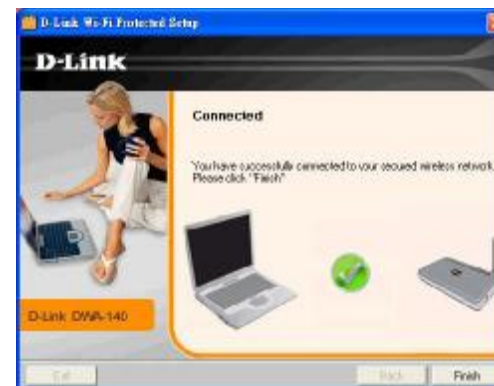 D-Link Wi-Fi Protected Setup
D-Link
Connected
You have successfully connected to your secured wireless network.
Please click "Finish"
D-Link DWA-140
Exit
Back
Finish